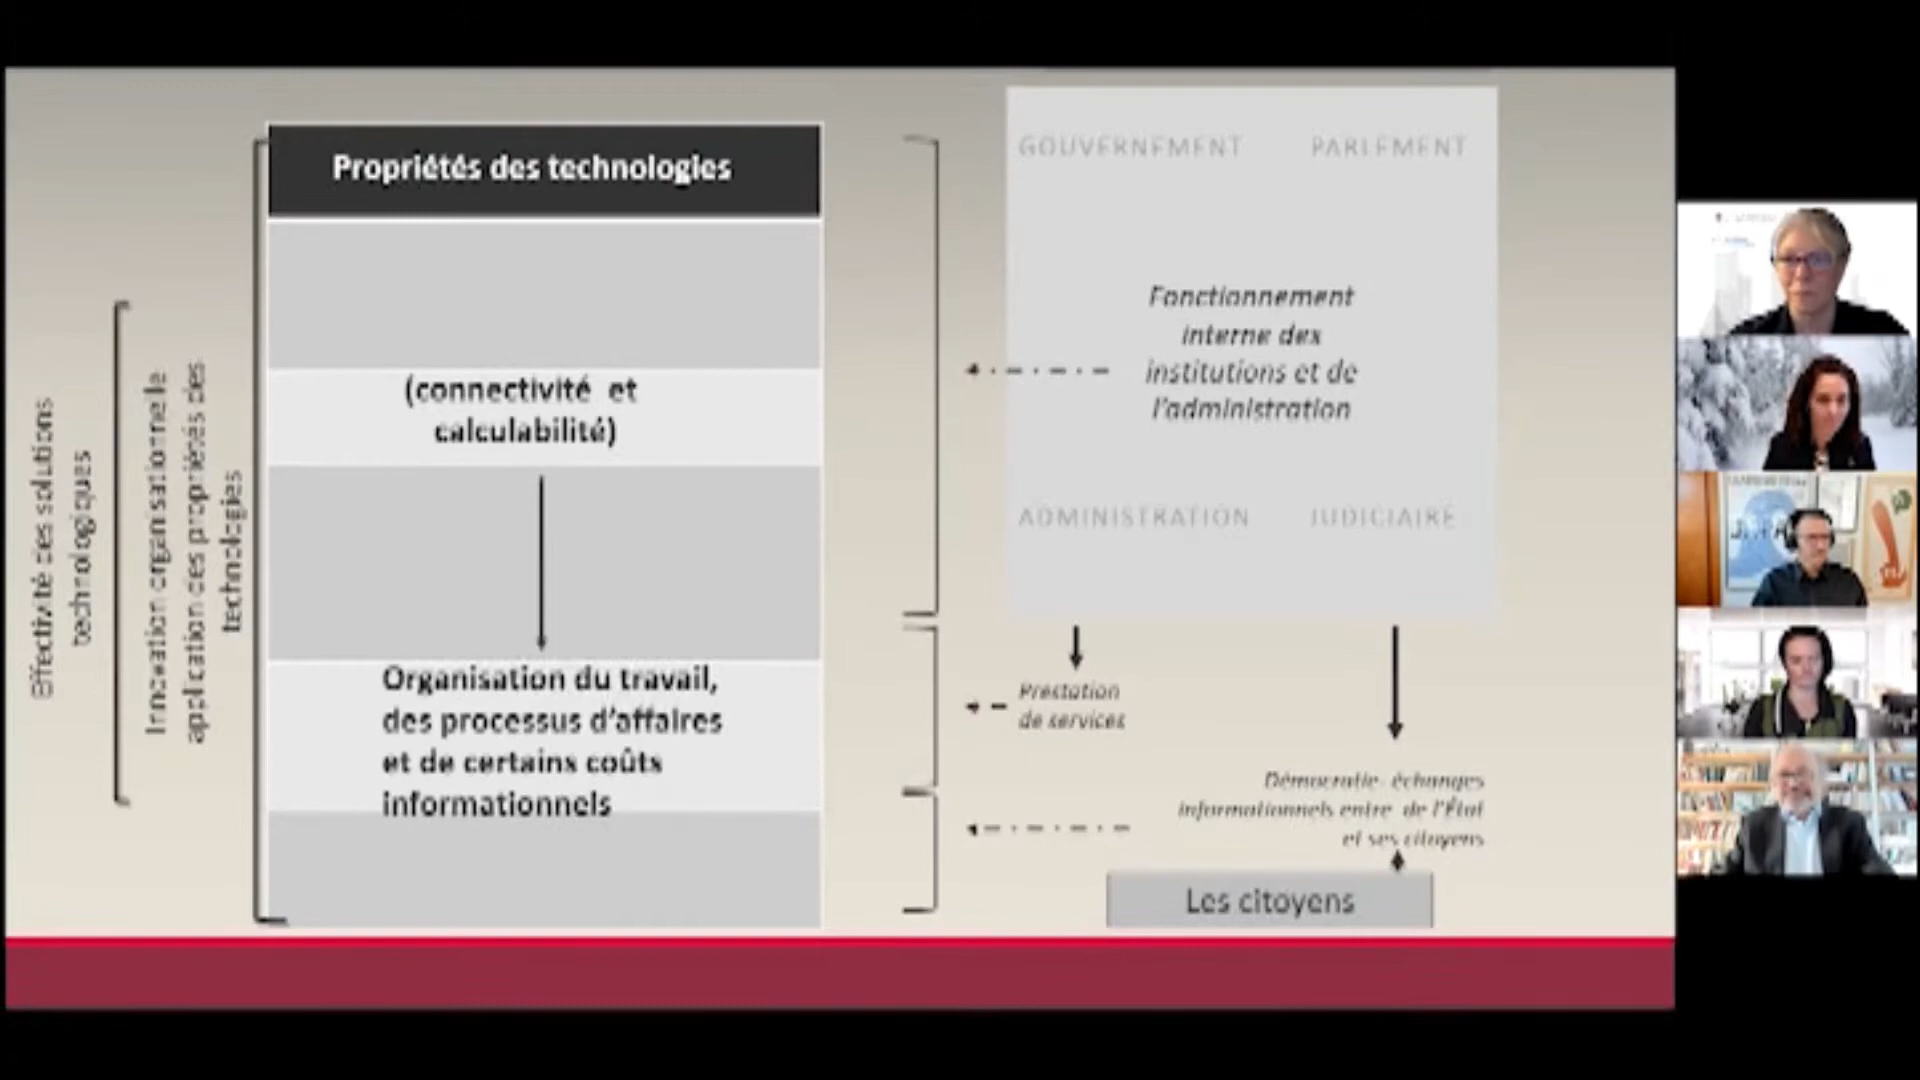 Effectivité des solutions
technologiques
Innovation organisationnelle
application des propriétés des
technologies
Propriétés des technologies
(connectivité et
calculabilité)
Organisation du travail,
des processus d'affaires
et de certains coûts
informationnels
GOUVERNEMENT PARLEMENT
Fonctionnement
interne des
institutions et de
l'administration
ADMINISTRATION JUDICIAIRE
Prestation
de services
Démocratie- échanges
informationnels entre de l'État
et ses citoyens
Les citoyens